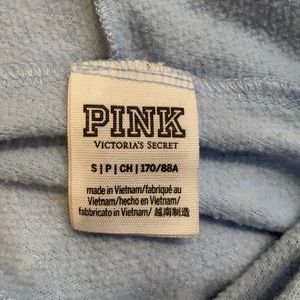 PINK
VICTORIA'S SECRET
S | P | CH | 170/88A
made in Vietnam/fabriqué au
Vietnam/hecho en Vietnam/
fabbricato in Vietnam/ 越南制造